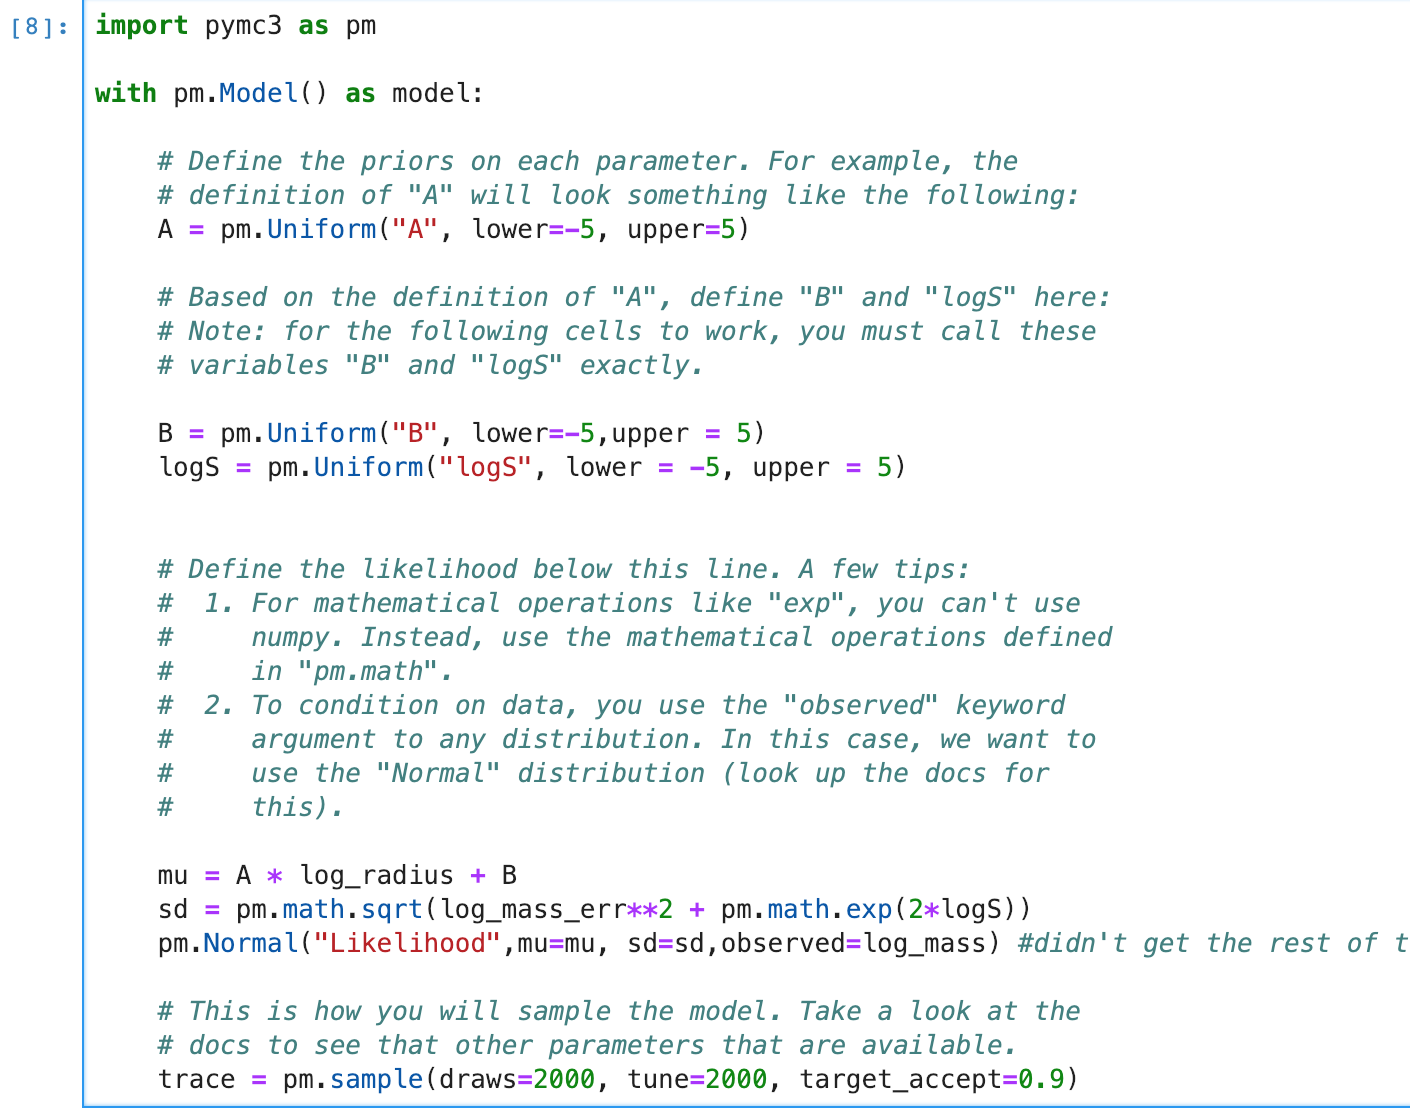 [8]: import pymc3 as pm
with pm.Model() as model:
# Define the priors on each parameter. For example, the
# definition of "A" will look something like the following:
A = pm.Uniform("A", lower=-5, upper=5)
# Based on the definition of "A", define "B" and "logS" here:
# Note: for the following cells to work, you must call these
# variables "B" and "logS" exactly.
B = pm.Uniform("B", lower=-5,upper = 5)
logS = pm.Uniform("logS", lower = -5, upper = 5)
# Define the likelihood below this line. A few tips:
#  1. For mathematical operations like "exp", you can't use
#     numpy. Instead, use the mathematical operations defined
#     in "pm.math".
#  2. To condition on data, you use the "observed" keyword
#     argument to any distribution. In this case, we want to
#     use the "Normal" distribution (look up the docs for
#     this).
mu = A * log_radius + B
sd = pm.math.sqrt(log_mass_err**2 + pm.math.exp(2*logS))
pm.Normal("Likelihood",mu=mu, sd=sd,observed=log_mass) #didn't get the rest of
# This is how you will sample the model. Take a look at the
# docs to see that other parameters that are available.
trace = pm.sample(draws=2000, tune=2000, target_accept=0.9)